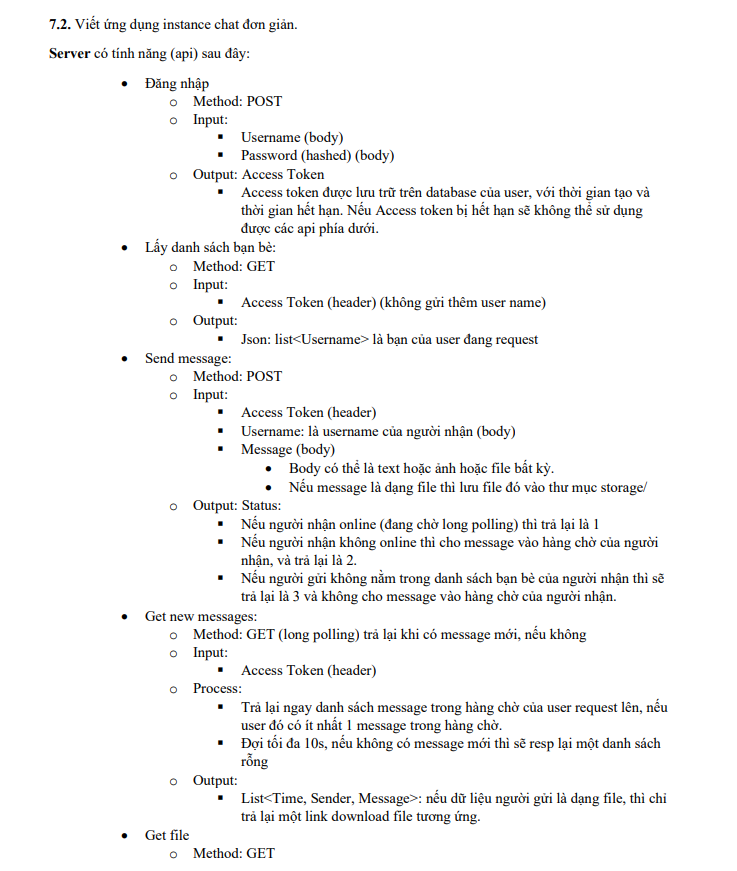 7.2. Viết ứng dụng instance chat đơn giản.
Server có tính năng (api) sau đây:
• Đăng nhập
o Method: POST
o Input:
▪ Username (body)
▪ Password (hashed) (body)
o Output: Access Token
▪ Access token được lưu trữ trên database của user, với thời gian tạo và
thời gian hết hạn. Nếu Access token bị hết hạn sẽ không thể sử dụng
được các api phía dưới.
• Lấy danh sách bạn bè:
o Method: GET
o Input:
▪ Access Token (header) (không gửi thêm user name)
o Output:
▪ Json: list<Username> là bạn của user đang request
• Send message:
o Method: POST
o Input:
▪ Access Token (header)
▪ Username: là username của người nhận (body)
▪ Message (body)
• Body có thể là text hoặc ảnh hoặc file bất kỳ.
• Nếu message là dạng file thì lưu file đó vào thư mục storage/
o Output: Status:
▪ Nếu người nhận online (đang chờ long polling) thì trả lại là 1
▪ Nếu người nhận không online thì cho message vào hàng chờ của người
nhận, và trả lại là 2.
▪ Nếu người gửi không nằm trong danh sách bạn bè của người nhận thì sẽ
trả lại là 3 và không cho message vào hàng chờ của người nhận.
• Get new messages:
o Method: GET (long polling) trả lại khi có message mới, nếu không
o Input:
▪ Access Token (header)
o Process:
▪ Trả lại ngay danh sách message trong hàng chờ của user request lên, nếu
user đó có ít nhất 1 message trong hàng chờ.
▪ Đợi tối đa 10s, nếu không có message mới thì sẽ resp lại một danh sách
rỗng
o Output:
▪ List<Time, Sender, Message>: nếu dữ liệu người gửi là dạng file, thì chỉ
trả lại một link download file tương ứng.
• Get file
o Method: GET